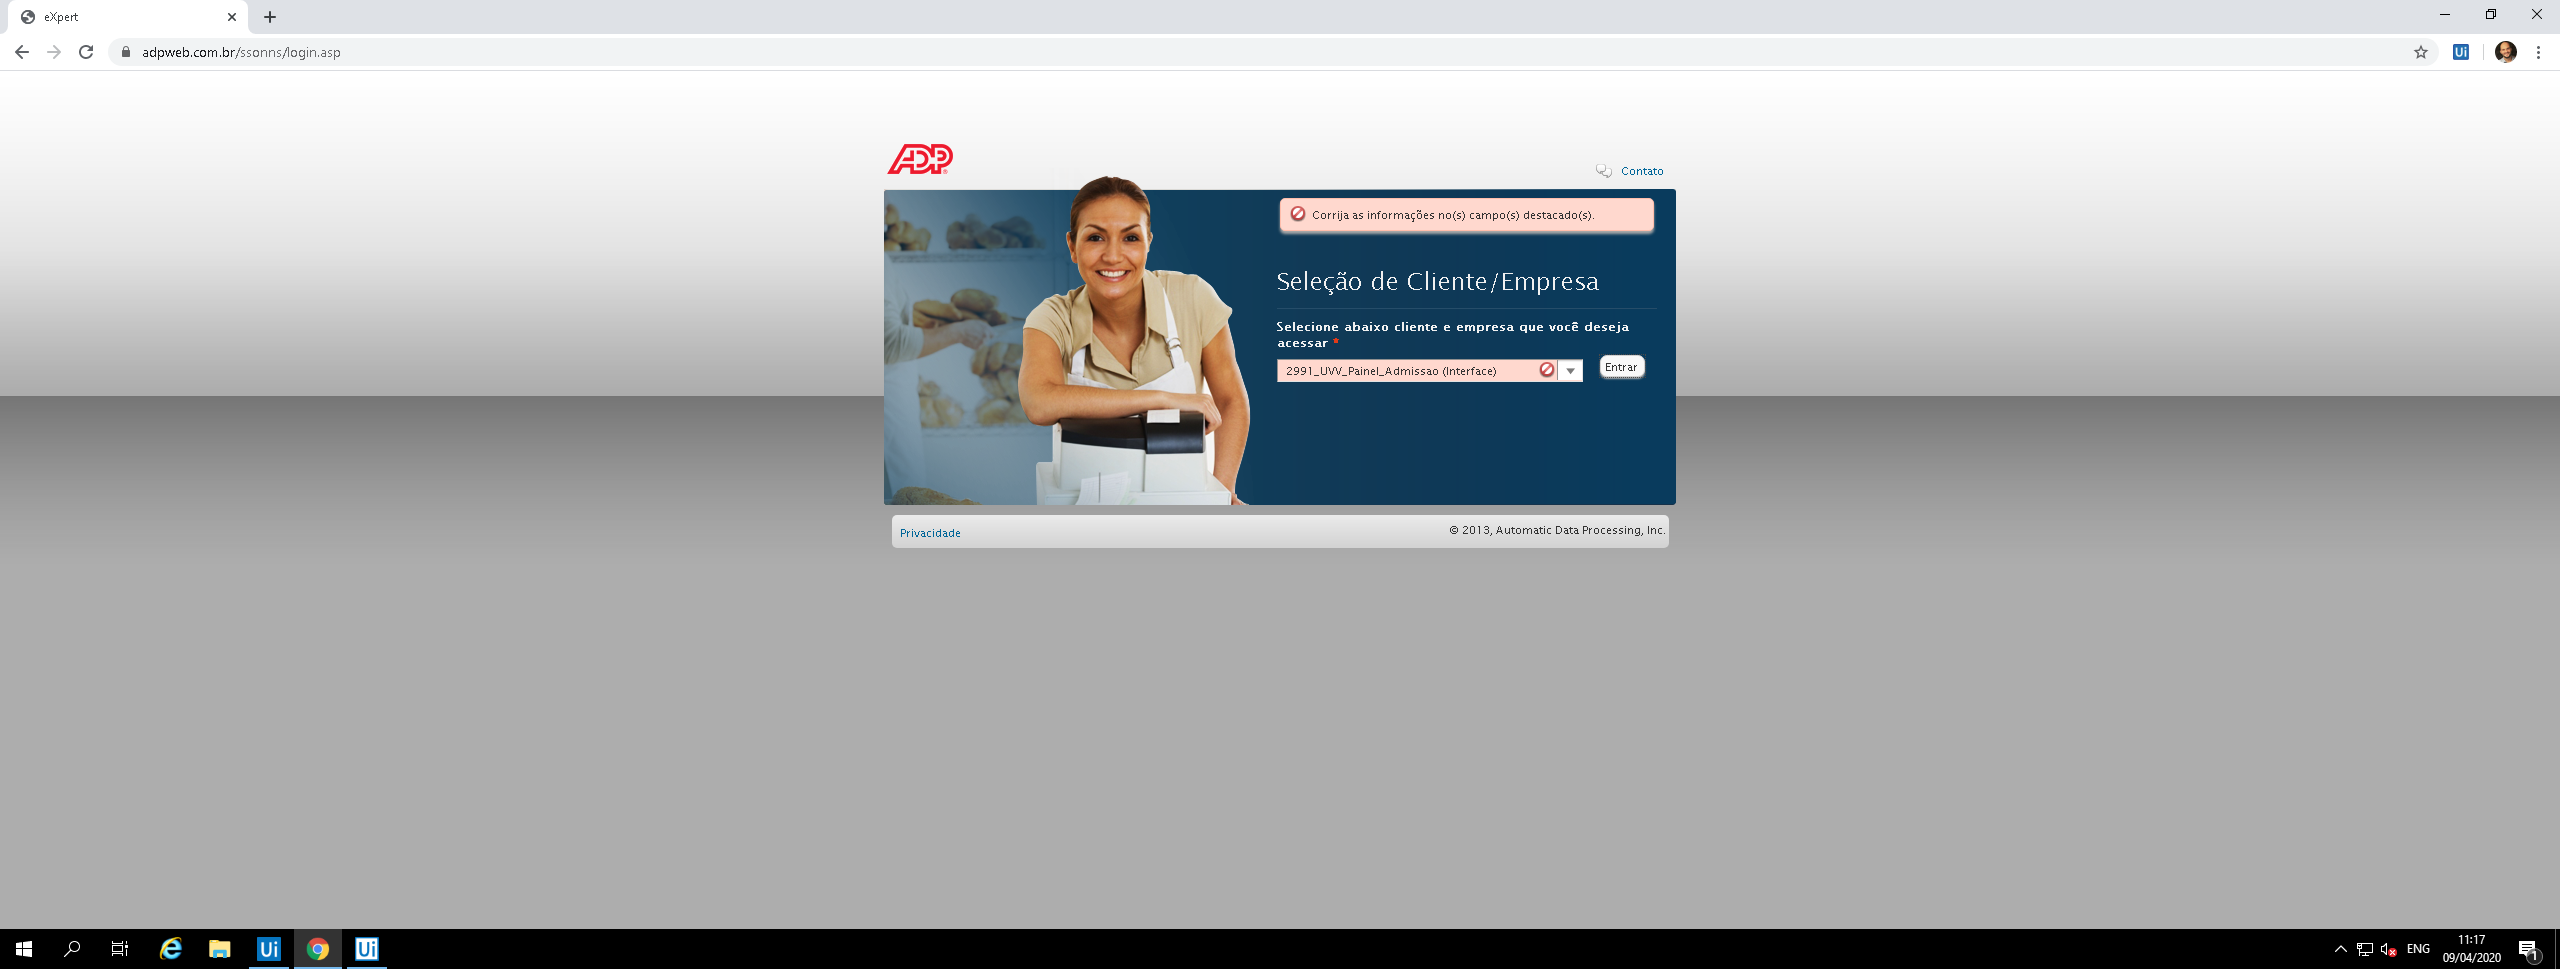 eXpert
adpweb.com.br/ssonns/login.asp
Ui
ADP
Contato
Corrija as informações no(s) campo(s) destacado(s).
Seleção de Cliente/Empresa
Selecione abaixo cliente e empresa que você deseja
acessar *
2991_UVV_Painel_Admissao (Interface)
Entrar
Privacidade
© 2013, Automatic Data Processing, Inc.
Ui
Ui
ENG
11:17
09/04/2020
1